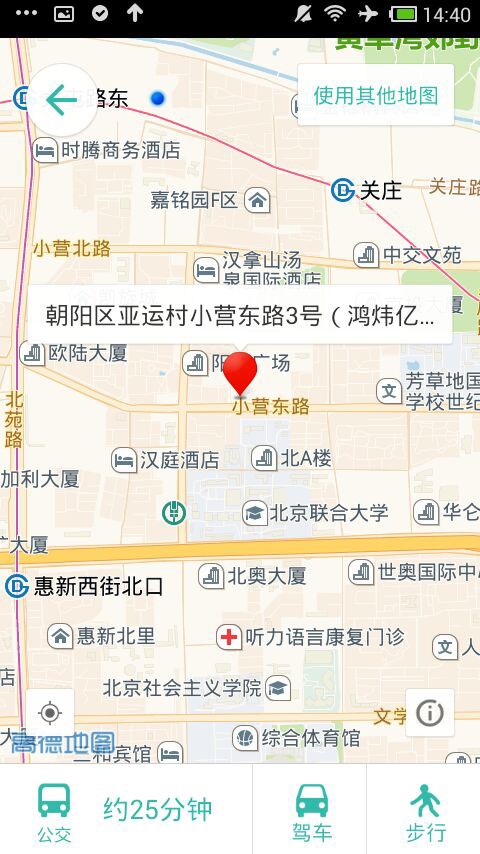 14:40
使用其他地图
路东
时腾商务酒店
关庄
关庄路
嘉铭园F区
小营北路
汉拿山汤
泉国际酒店
中交文苑
朝阳区亚运村小营东路3号（鸿炜亿...
欧陆大厦
广场
芳草地国
学校世纪
小营东路
北苑路
汉庭酒店
北A楼
加利大厦
北京联合大学
华仑
大厦
惠新西街北口
北奥大厦
世奥国际中心
惠新北里
听力语言康复门诊
人
店
北京社会主义学院
文学
高德地图
综合体育馆
宾馆
公交
约25分钟
驾车
步行